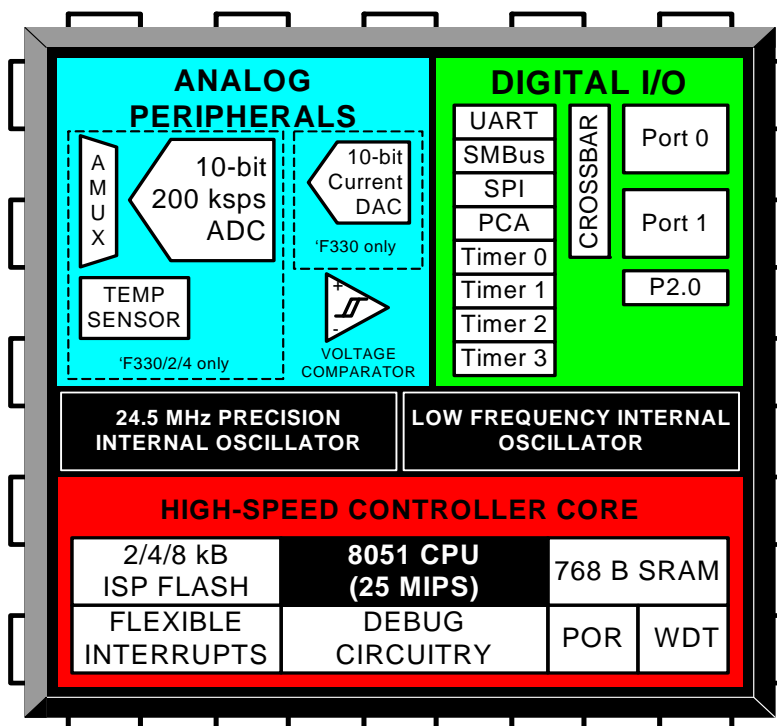 ANALOG
PERIPHERALS
A
M
U
X
10-bit
200 ksps
ADC
10-bit
Current
DAC
‘F330 only
TEMP
SENSOR
+
-
VOLTAGE
COMPARATOR
‘F330/2/4 only
DIGITAL I/O
UART
SMBus
SPI
PCA
Timer 0
Timer 1
Timer 2
Timer 3
CROSSBAR
Port 0
Port 1
P2.0
24.5 MHz PRECISION
INTERNAL OSCILLATOR
LOW FREQUENCY INTERNAL
OSCILLATOR
HIGH-SPEED CONTROLLER CORE
2/4/8 kB
ISP FLASH
8051 CPU
(25 MIPS)
768 B SRAM
FLEXIBLE
INTERRUPTS
DEBUG
CIRCUITRY
POR
WDT